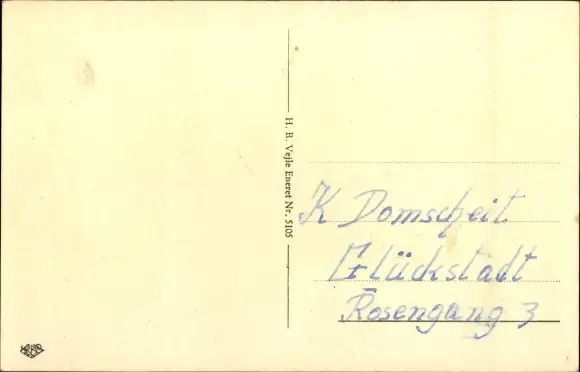 H. B. Vejle Eneret Nr. 5105
K Domscheit
Glückstadt
Rosengang 3